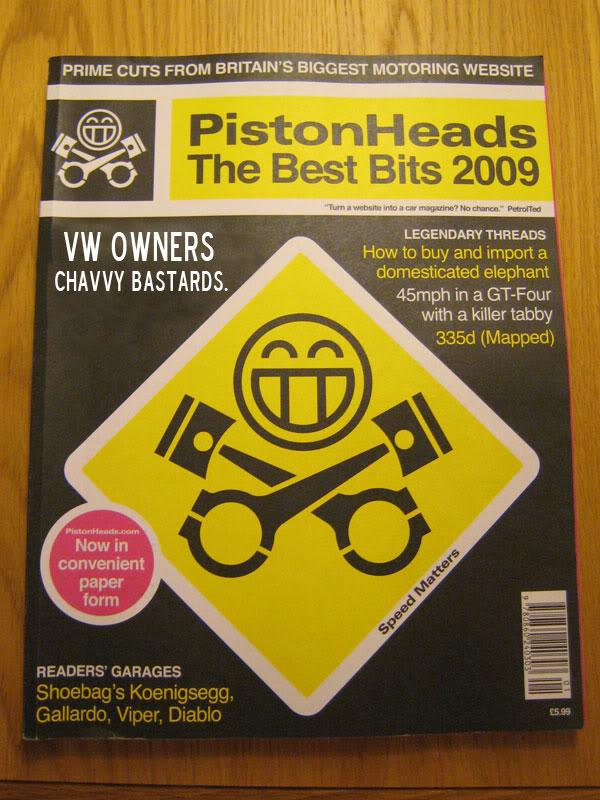 PRIME CUTS FROM BRITAIN'S BIGGEST MOTORING WEBSITE
PistonHeads
The Best Bits 2009
"Turn a website into a car magazine? No chance." PetrolTed
VW OWNERS
CHAVVY BASTARDS.
LEGENDARY THREADS
How to buy and import a
domesticated elephant
45mph in a GT-Four
with a killer tabby
335d (Mapped)
Speed Matters
PistonHeads.com
Now in
convenient
paper
form
READERS' GARAGES
Shoebag's Koenigsegg,
Gallardo, Viper, Diablo
01
£5.99